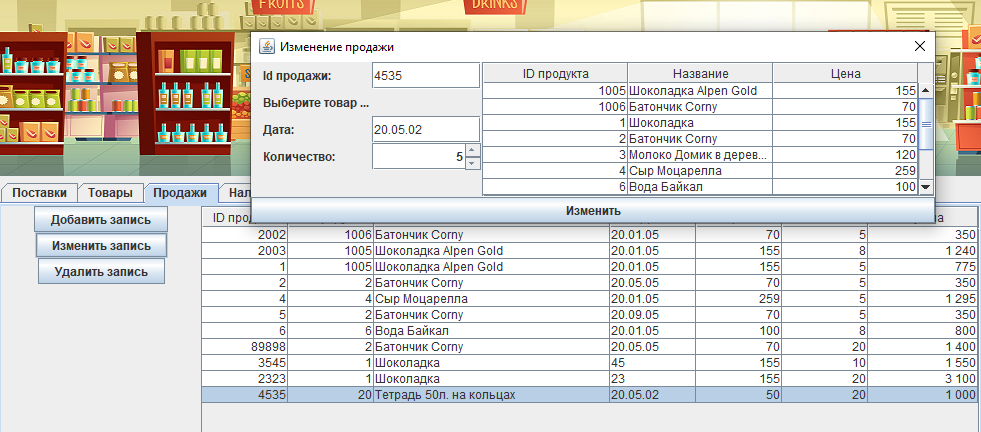 FRUITS
DRINKS
Изменение продажи
Id продажи: 4535
Выберите товар ...
Дата: 20.05.02
Количество: 5
ID продукта Название Цена
1005 Шоколадка Alpen Gold 155
1006 Батончик Corny 70
1 Шоколадка 155
2 Батончик Corny 70
3 Молоко Домик в дерев... 120
4 Сыр Моцарелла 259
6 Вода Байкал 100
Изменить
Поставки Товары Продажи Нал
Добавить запись
Изменить запись
Удалить запись
ID прод
2002 1006 Батончик Corny 20.01.05 70 5 350
2003 1005 Шоколадка Alpen Gold 20.01.05 155 8 1 240
1 1005 Шоколадка Alpen Gold 20.01.05 155 5 775
2 2 Батончик Corny 20.05.05 70 5 350
4 4 Сыр Моцарелла 20.01.05 259 5 1 295
5 2 Батончик Corny 20.09.05 70 5 350
6 6 Вода Байкал 20.01.05 100 8 800
89898 2 Батончик Corny 20.05.05 70 20 1 400
3545 1 Шоколадка 45 155 10 1 550
2323 1 Шоколадка 23 155 20 3 100
4535 20 Тетрадь 50л. на кольцах 20.05.02 50 20 1 000